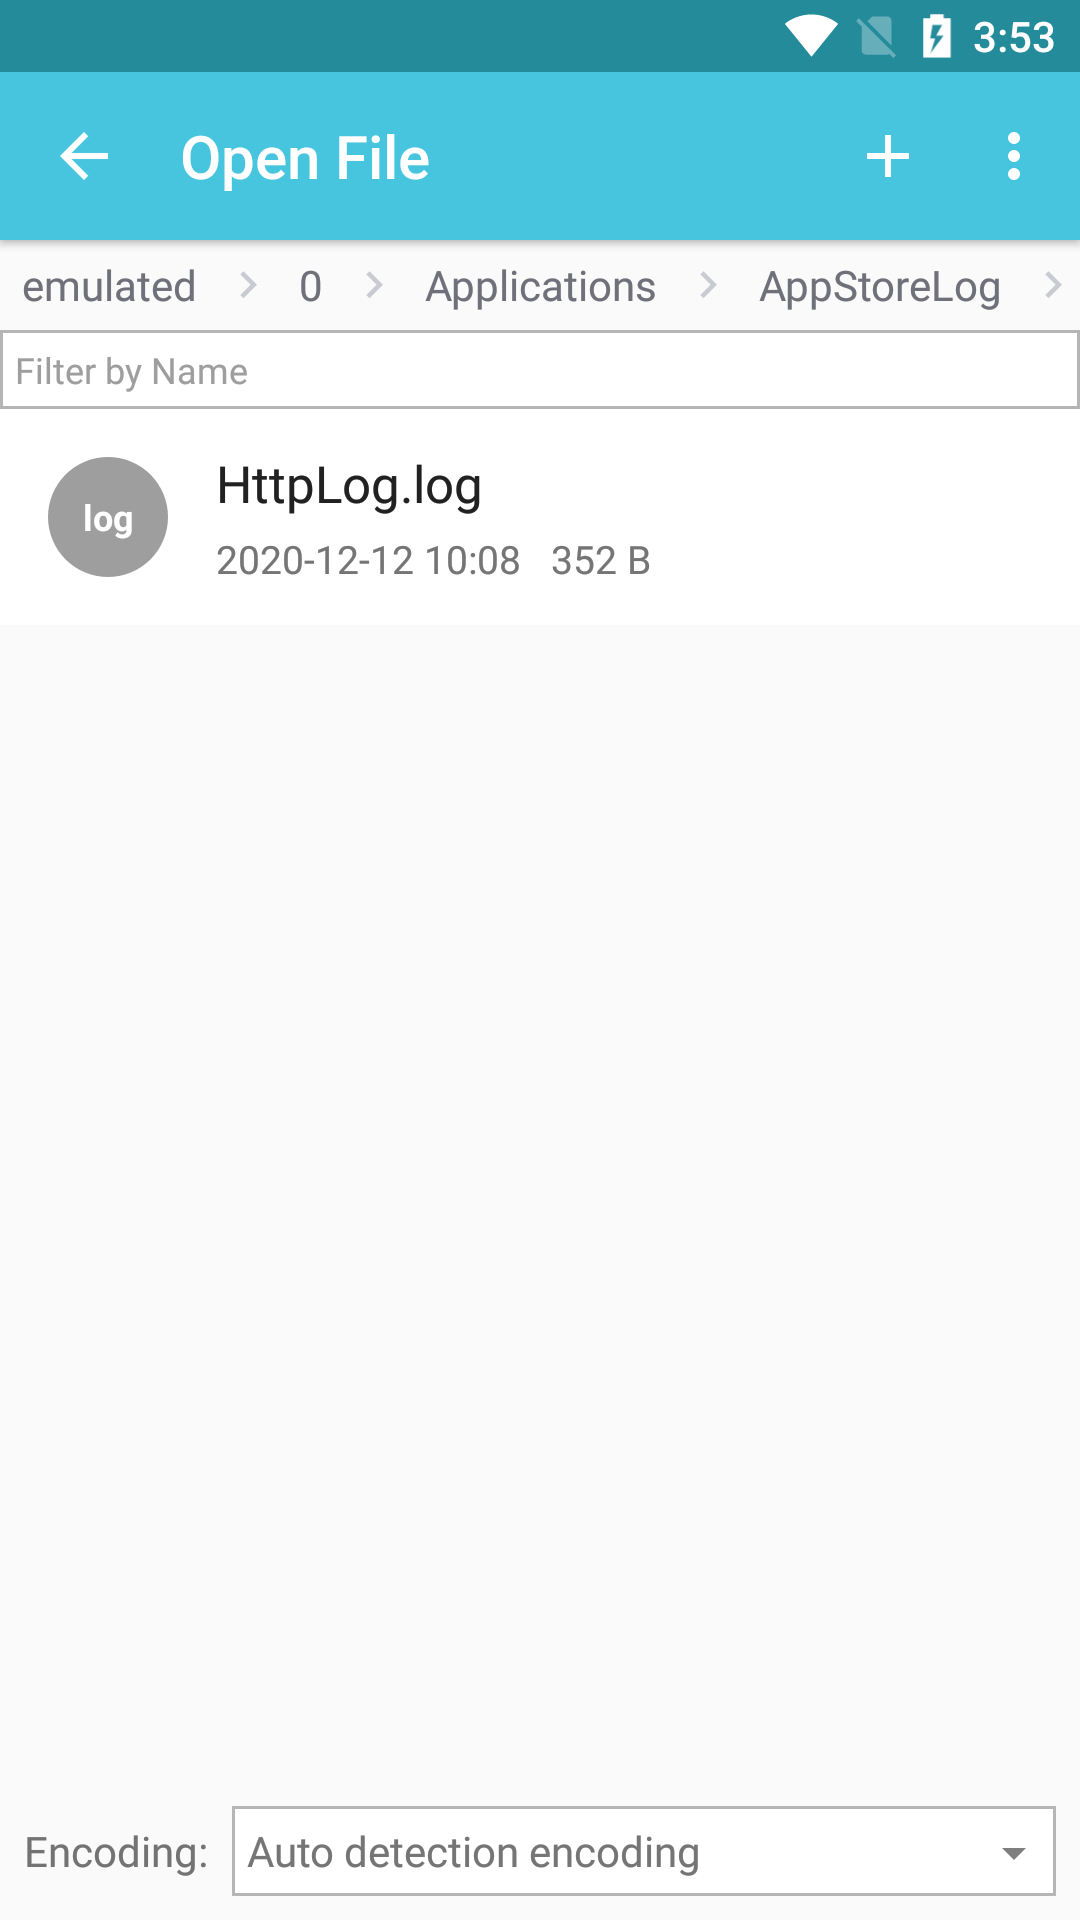 3:53
Open File
emulated 0 Applications AppStoreLog
Filter by Name
log
HttpLog.log
2020-12-12 10:08 352 B
Encoding: Auto detection encoding